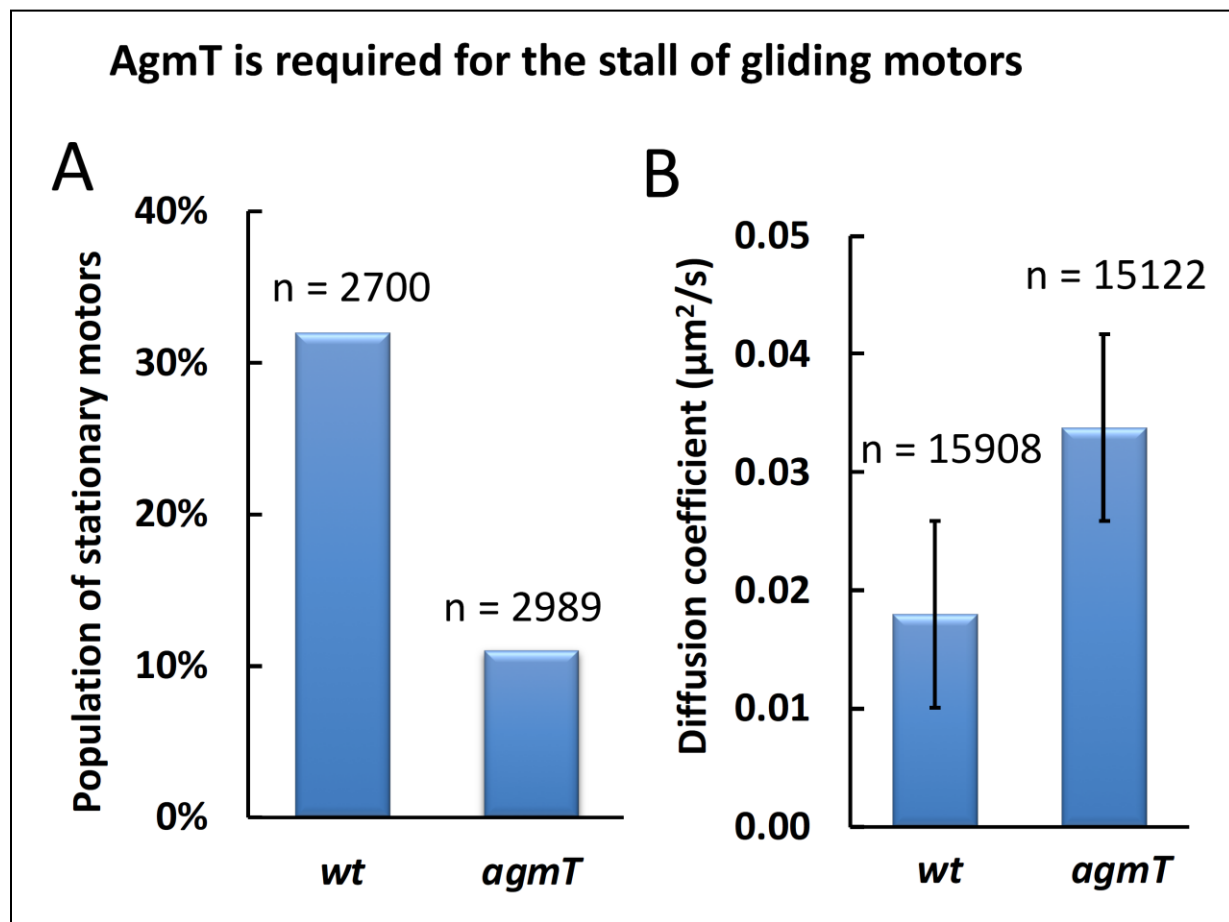 AgmT is required for the stall of gliding motors
A
Population of stationary motors
40%
30%
20%
10%
0%
n = 2700
n = 2989
wt
agmT
B
Diffusion coefficient (µm²/s)
0.05
0.04
0.03
0.02
0.01
0.00
n = 15908
n = 15122
wt
agmT